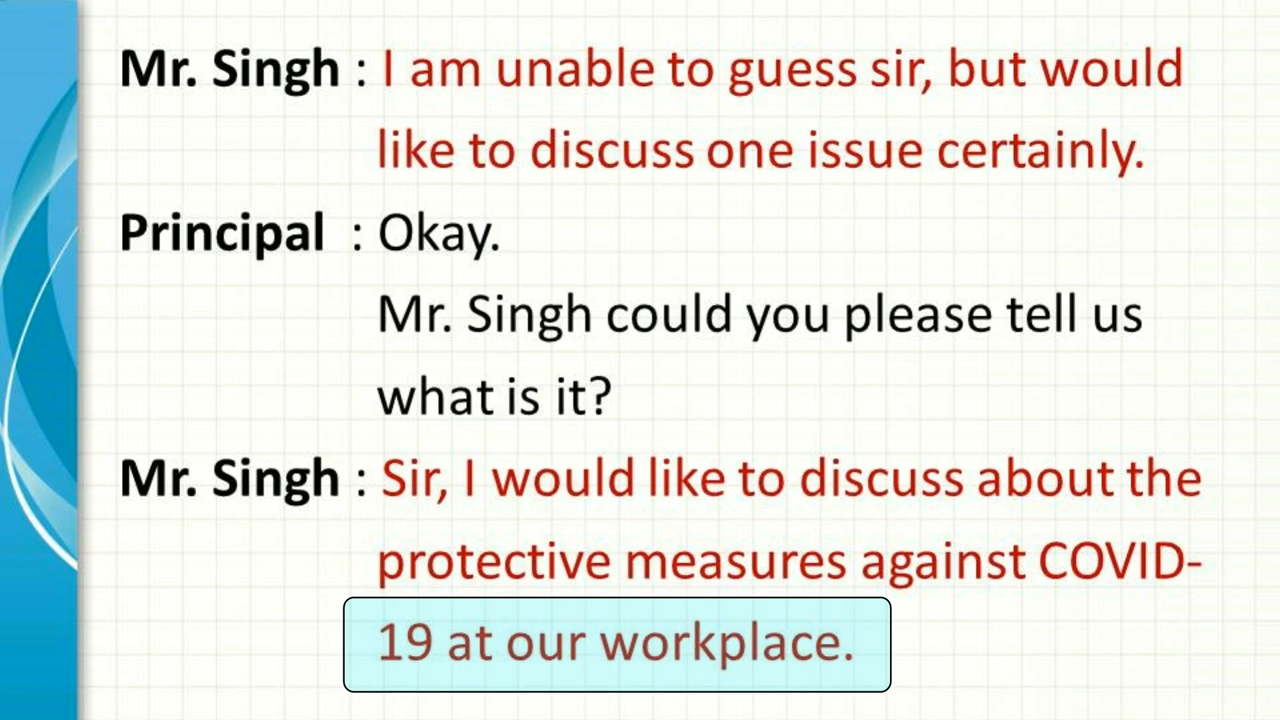 Mr. Singh : I am unable to guess sir, but would
like to discuss one issue certainly.
Principal : Okay.
Mr. Singh could you please tell us
what is it?
Mr. Singh : Sir, I would like to discuss about the
protective measures against COVID-
19 at our workplace.